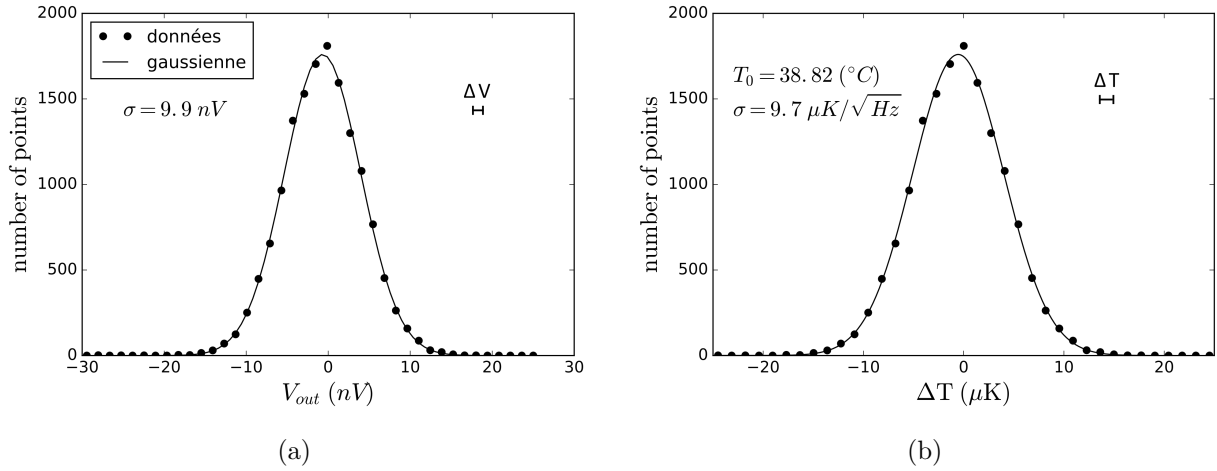 données
gaussienne
σ = 9.9 nV
ΔV
number of points
2000
1500
1000
500
0
−30
−20
−10
0
10
20
30
V_out (nV)
(a)
T_0 = 38.82 (°C)
σ = 9.7 μK/√Hz
ΔT
number of points
2000
1500
1000
500
0
−20
−10
0
10
20
ΔT (μK)
(b)